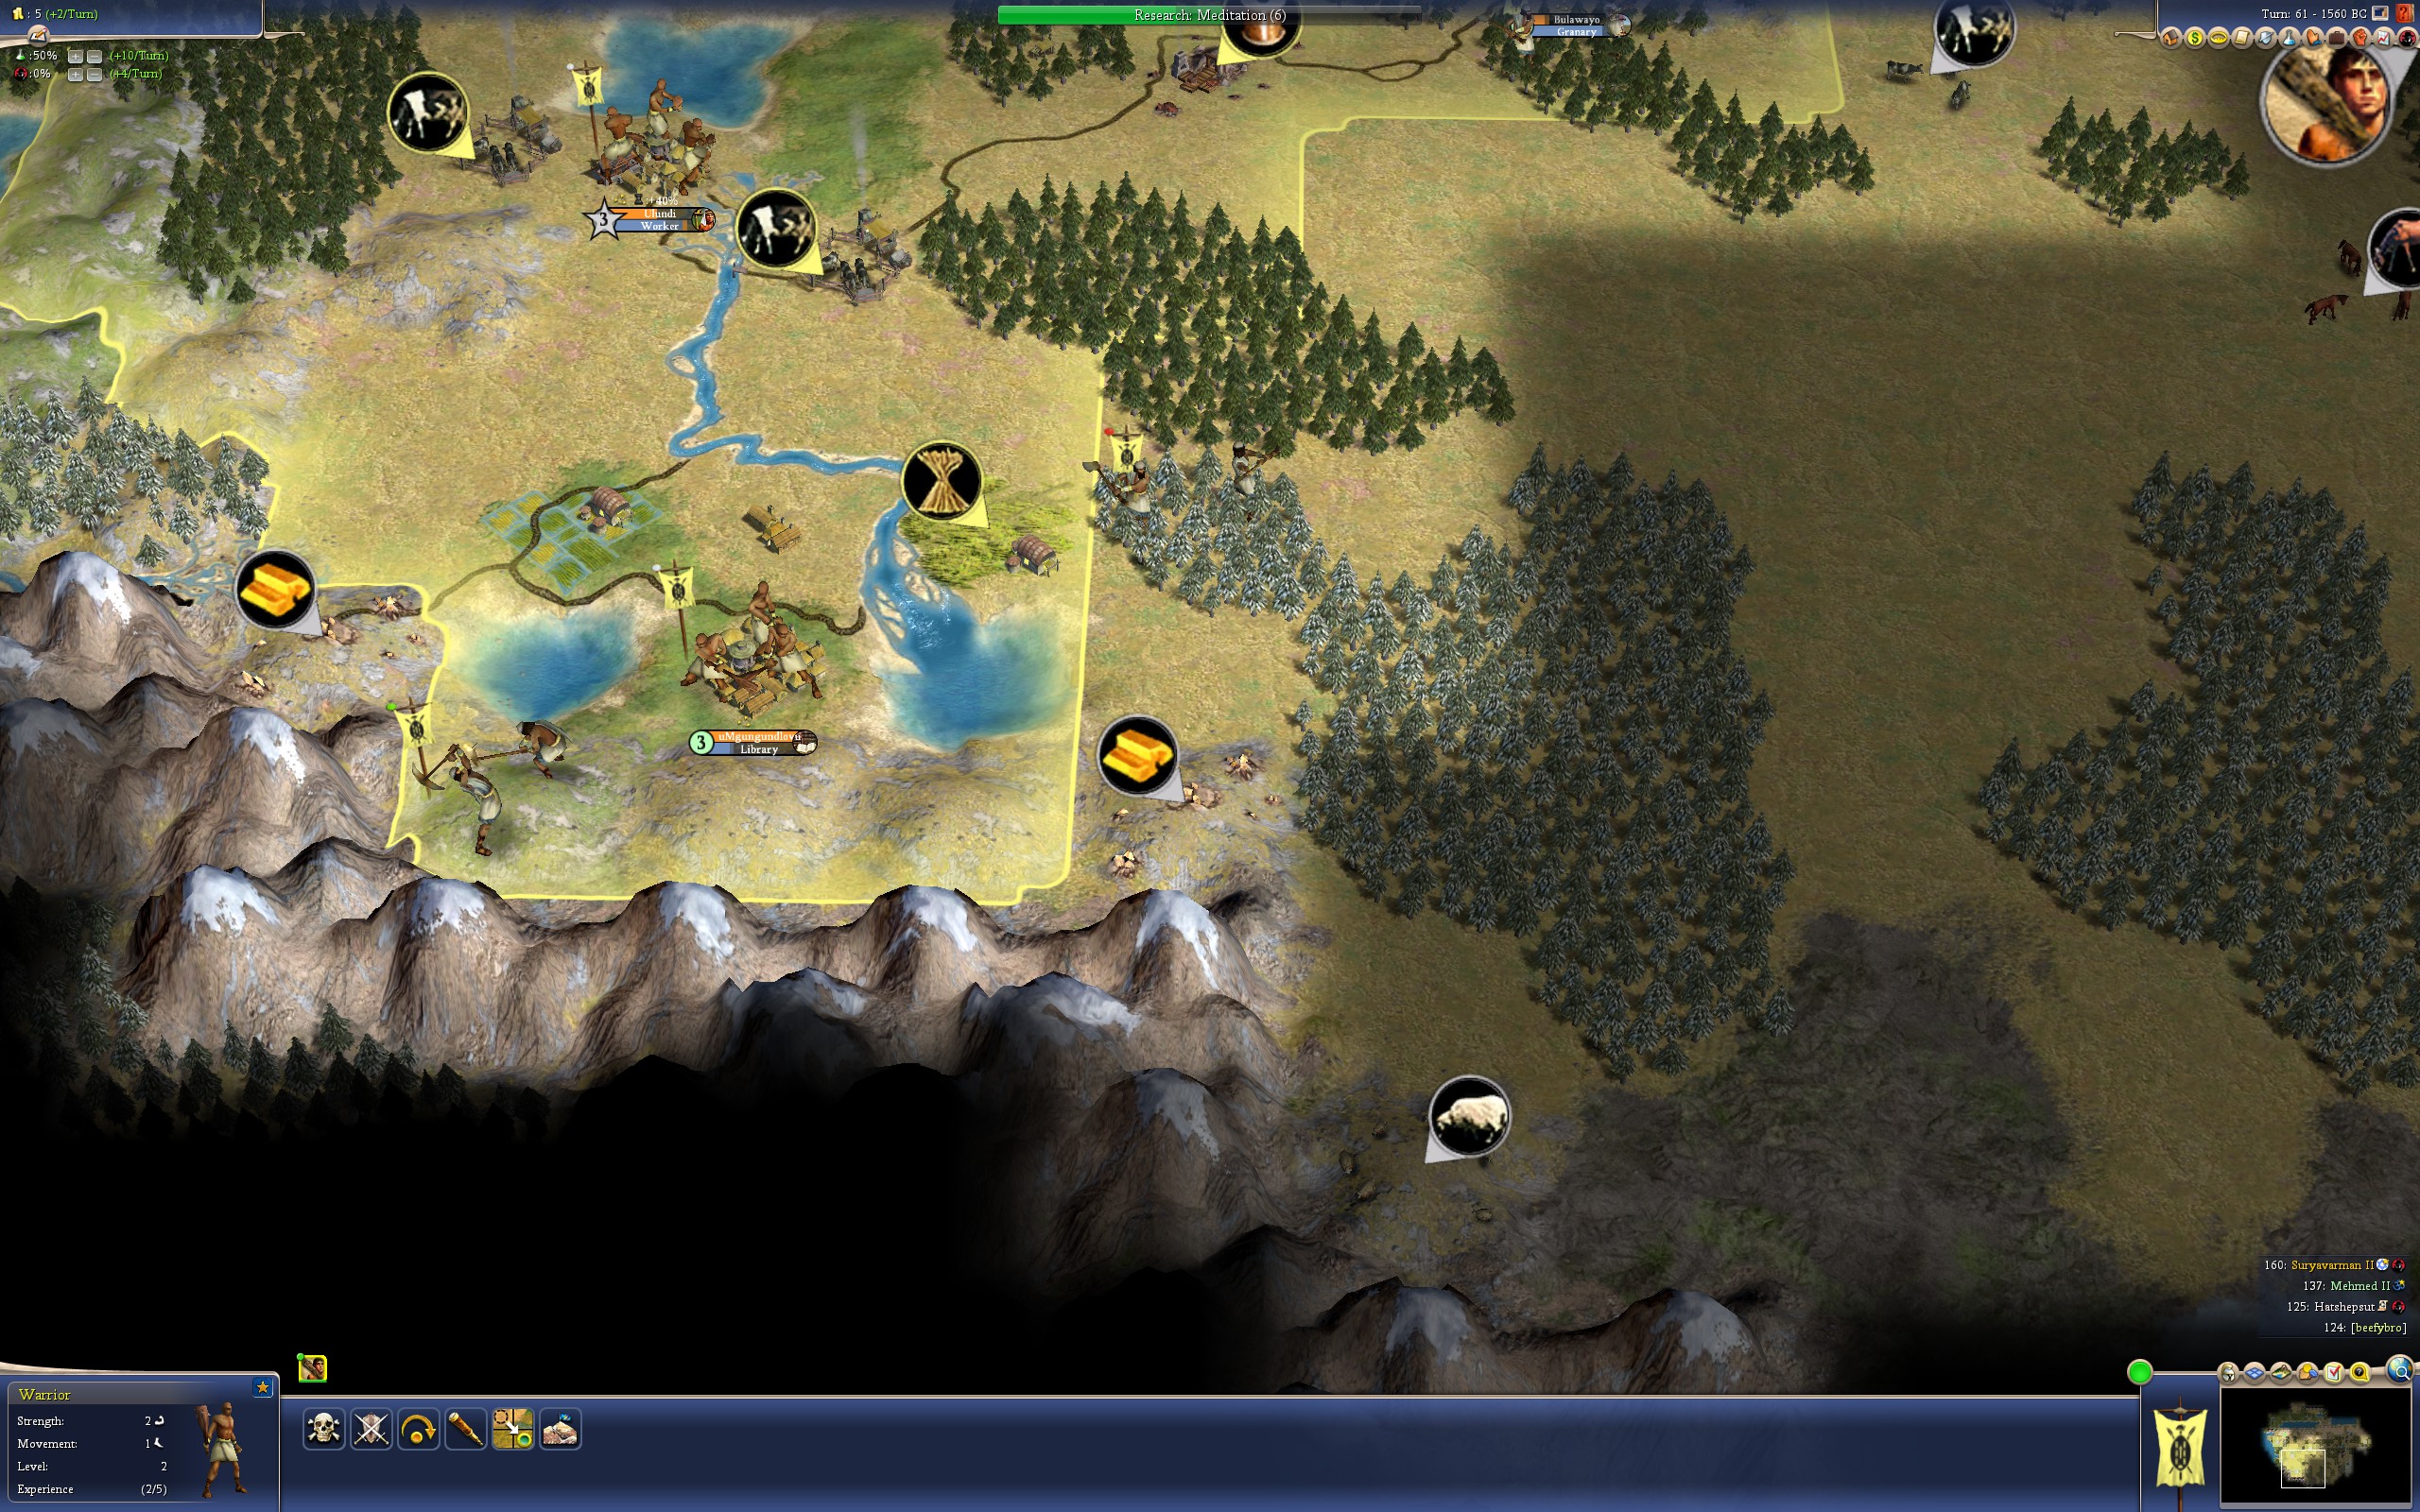 : 5 (+2/Turn)
:50% (+10/Turn)
:0% (+4/Turn)
Research: Meditation (6)
Bulawayo
Granary
Turn: 61 - 1560 BC
+40%
3
Ulundi
Worker
3
uMgungundlovu
Library
160: Suryavarman II
137: Mehmed II
125: Hatshepsut
124: [beefybro]
Warrior
Strength: 2
Movement: 1
Level: 2
Experience (2/5)